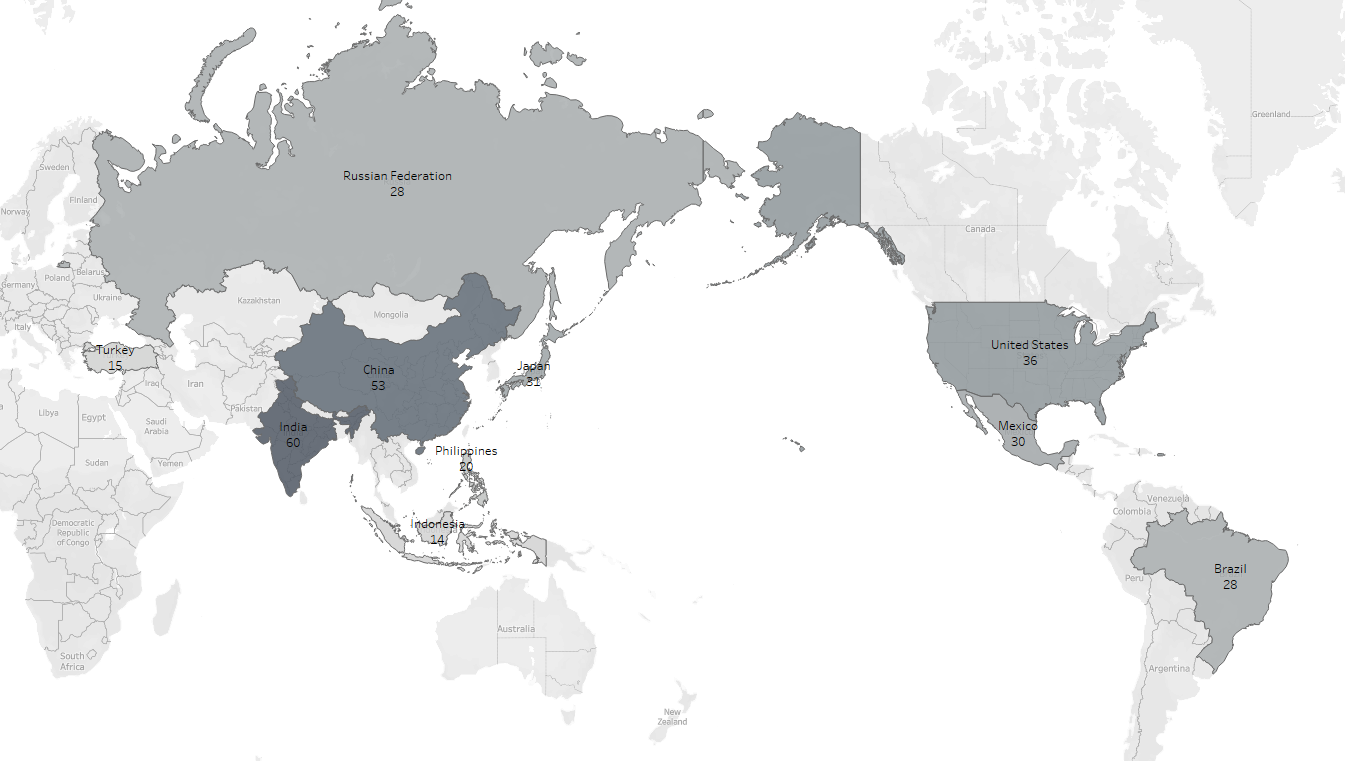 Greenland
Sweden
Russian Federation
28
Finland
Norway
Canada
Poland
Belarus
Germany
Ukraine
Kazakhstan
Mongolia
Italy
Turkey
15
United States
36
China
53
Japan
31
Iraq
Iran
Pakistan
Libya
Egypt
Saudi
Arabia
India
60
Mexico
30
Philippines
20
Sudan
Yemen
Venezuela
Colombia
Democratic
Republic
of Congo
Indonesia
14
Brazil
28
Peru
Australia
South
Africa
Argentina
New
Zealand